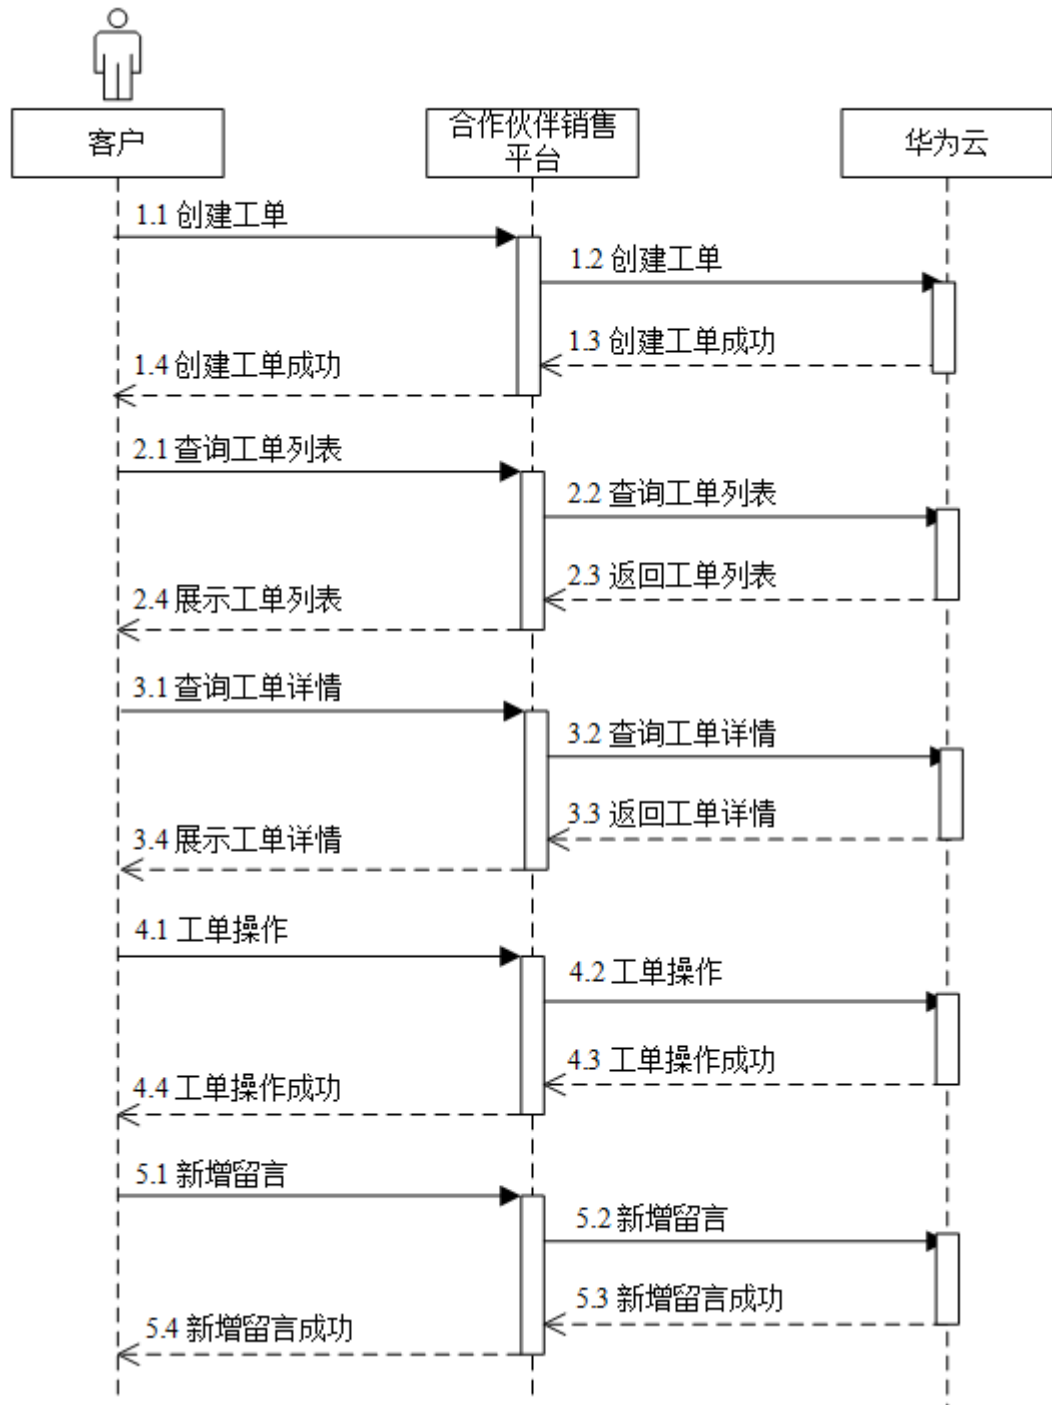 客户
合作伙伴销售
平台
华为云
1.1 创建工单
1.2 创建工单
1.3 创建工单成功
1.4 创建工单成功
2.1 查询工单列表
2.2 查询工单列表
2.3 返回工单列表
2.4 展示工单列表
3.1 查询工单详情
3.2 查询工单详情
3.3 返回工单详情
3.4 展示工单详情
4.1 工单操作
4.2 工单操作
4.3 工单操作成功
4.4 工单操作成功
5.1 新增留言
5.2 新增留言
5.3 新增留言成功
5.4 新增留言成功